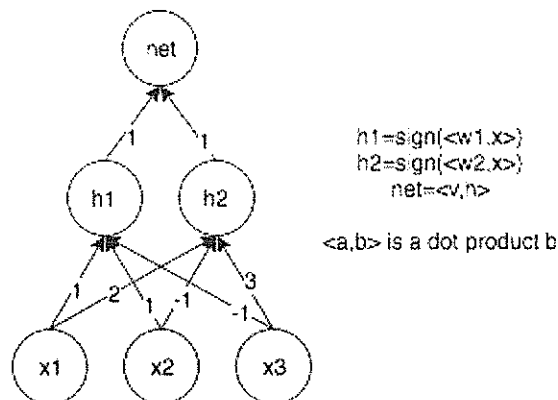 net
1 1
h1=sign(<w1,x>)
h2=sign(<w2,x>)
net=<v,h>
h1 h2
<a,b> is a dot product b
1 2 1 -1 -1 3
x1 x2 x3